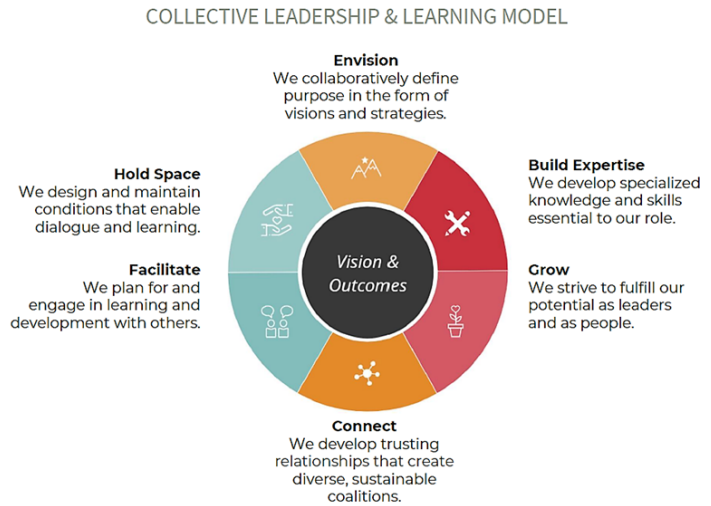 COLLECTIVE LEADERSHIP & LEARNING MODEL
Envision
We collaboratively define
purpose in the form of
visions and strategies.
Build Expertise
We develop specialized
knowledge and skills
essential to our role.
Grow
We strive to fulfill our
potential as leaders
and as people.
Connect
We develop trusting
relationships that create
diverse, sustainable
coalitions.
Facilitate
We plan for and
engage in learning and
development with others.
Hold Space
We design and maintain
conditions that enable
dialogue and learning.
Vision &
Outcomes